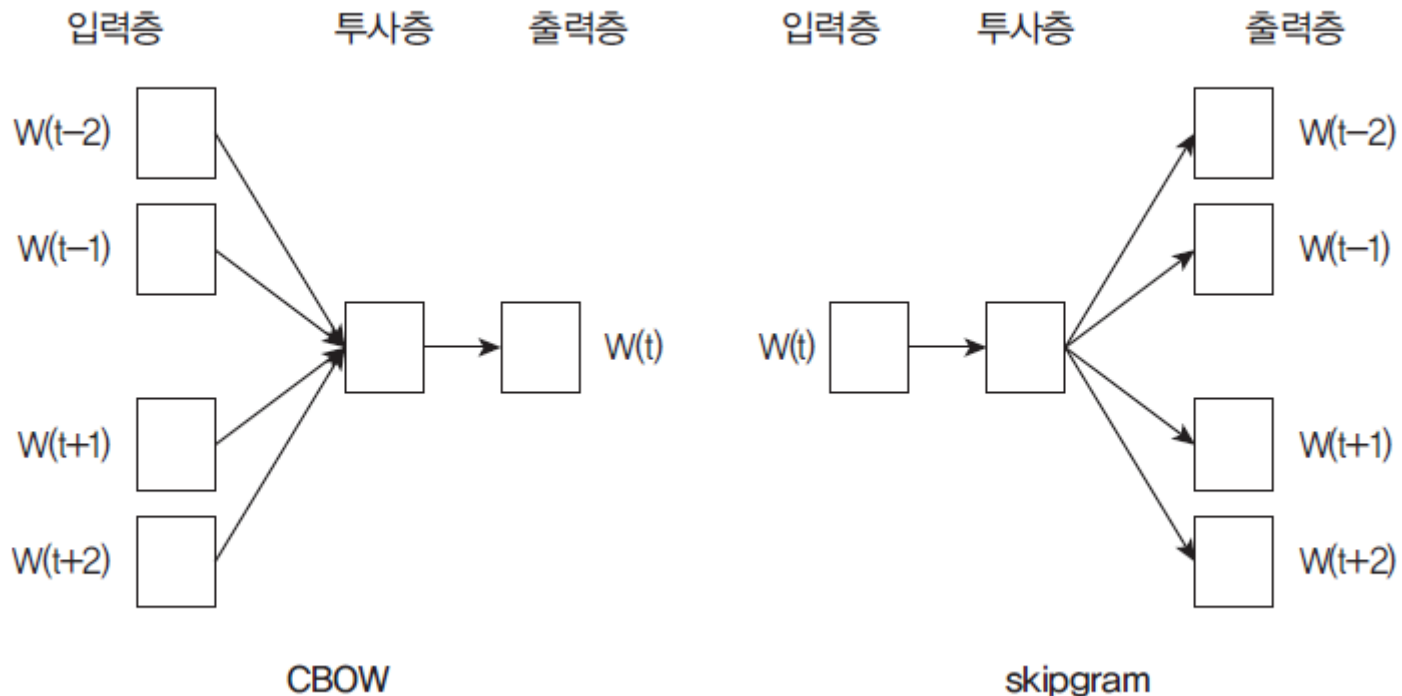 입력층 투사층 출력층 입력층 투사층 출력층
W(t−2) W(t−2)
W(t−1) W(t−1)
W(t) W(t)
W(t+1) W(t+1)
W(t+2) W(t+2)
CBOW skipgram